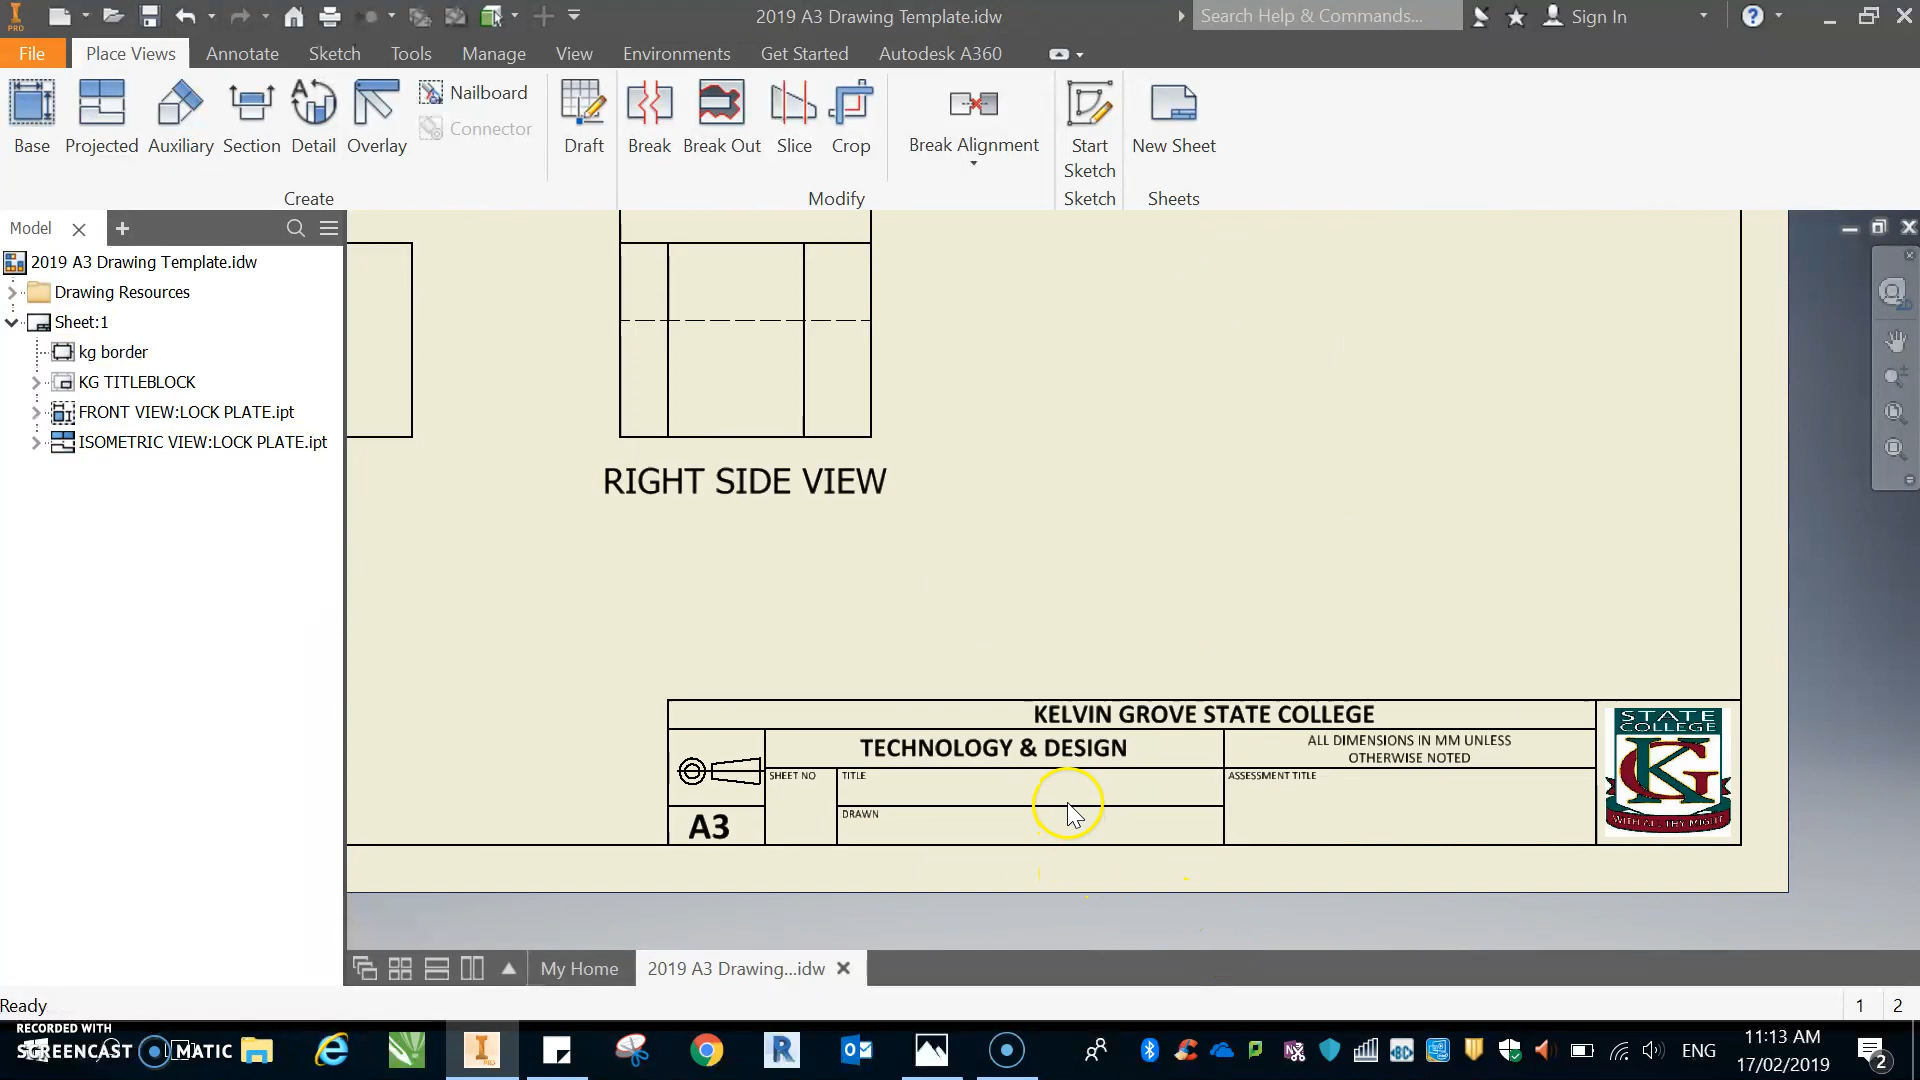 2019 A3 Drawing Template.idw
Search Help & Commands...
Sign In
PRO
File
Place Views
Annotate
Sketch
Tools
Manage
View
Environments
Get Started
Autodesk A360
Base
Projected
Auxiliary
Section
Detail
Overlay
Nailboard
Connector
Draft
Break
Break Out
Slice
Crop
Break Alignment
Start
Sketch
New Sheet
Create
Modify
Sketch
Sheets
Model
2019 A3 Drawing Template.idw
Drawing Resources
Sheet:1
kg border
KG TITLEBLOCK
FRONT VIEW:LOCK PLATE.ipt
ISOMETRIC VIEW:LOCK PLATE.ipt
RIGHT SIDE VIEW
KELVIN GROVE STATE COLLEGE
TECHNOLOGY & DESIGN
ALL DIMENSIONS IN MM UNLESS
OTHERWISE NOTED
SHEET NO
TITLE
ASSESSMENT TITLE
DRAWN
A3
STATE
COLLEGE
KG
WITH ALL THY MIGHT
My Home
2019 A3 Drawing...idw
Ready
1
2
RECORDED WITH
SCREENCAST MATIC
ENG
11:13 AM
17/02/2019
2